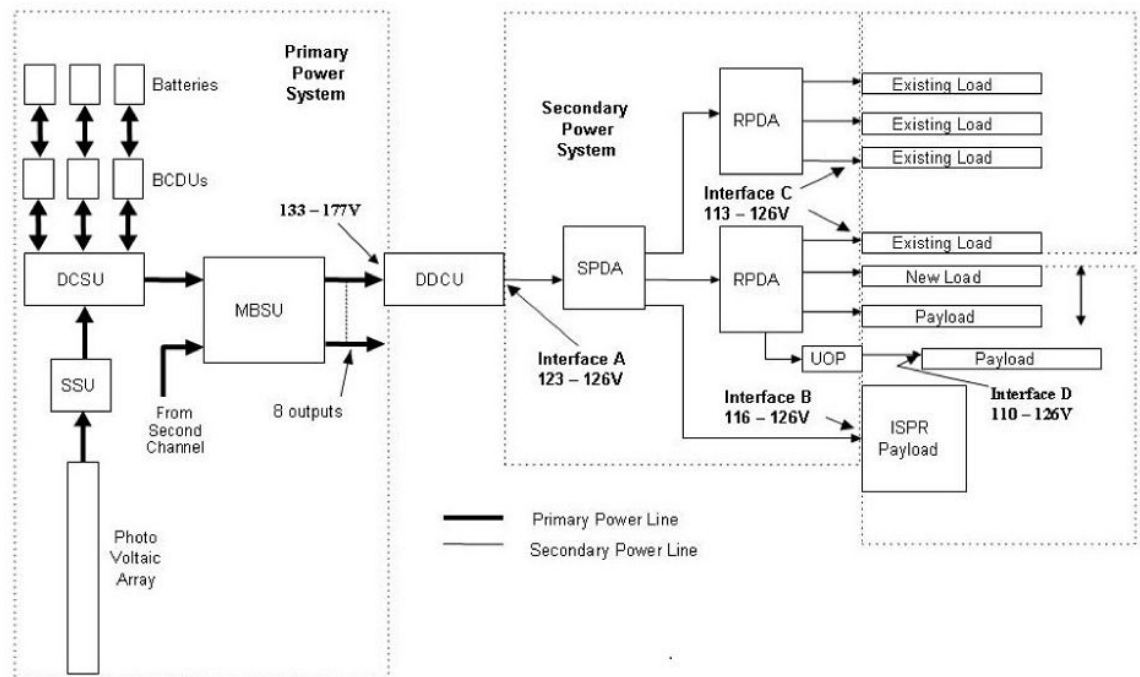 Primary
Power
System
Batteries
BCDUs
133 – 177V
DCSU
MBSU
DDCU
SSU
From
Second
Channel
8 outputs
Photo
Voltaic
Array
Secondary
Power
System
SPDA
RPDA
RPDA
UOP
Interface A
123 – 126V
Interface B
116 – 126V
Interface C
113 – 126V
Interface D
110 – 126V
Existing Load
Existing Load
Existing Load
Existing Load
New Load
Payload
Payload
ISPR
Payload
Primary Power Line
Secondary Power Line